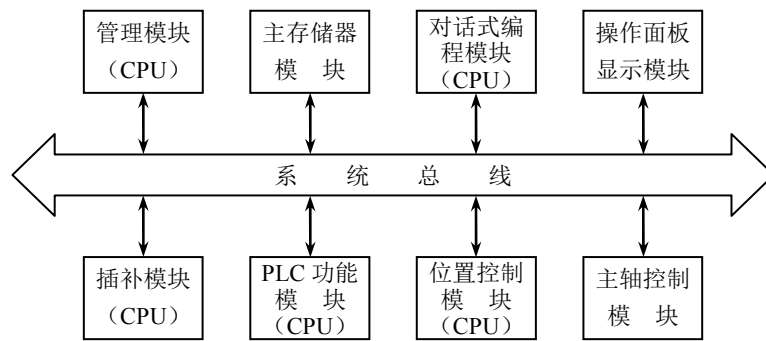 管理模块
（CPU）
主存储器
模 块
对话式编
程模块
（CPU）
操作面板
显示模块
系 统 总 线
插补模块
（CPU）
PLC 功能
模 块
（CPU）
位置控制
模 块
（CPU）
主轴控制
模 块